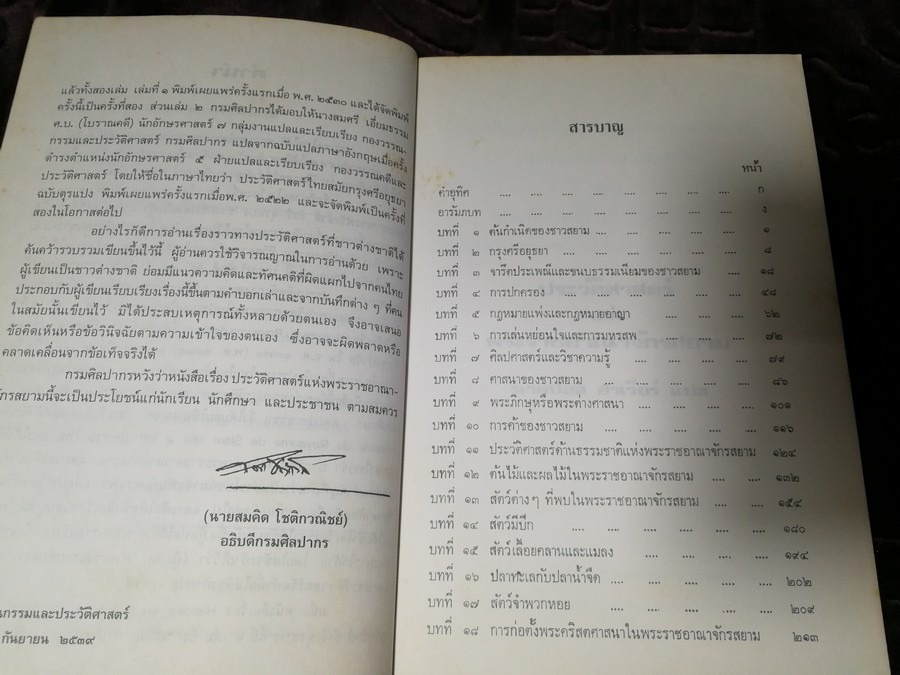 แล้วทั้งสองเล่ม เล่มที่ ๑ พิมพ์เผยแพร่ครั้งแรกเมื่อ พ.ศ. ๒๕๓๐ และได้จัดพิมพ์
ครั้งนี้เป็นครั้งที่สอง ส่วนเล่ม ๒ กรมศิลปากรได้มอบให้นางสมศรี เอี่ยมธรรม
ศ.บ. (โบราณคดี) นักอักษรศาสตร์ ๗ กลุ่มงานแปลและเรียบเรียง กองวรรณ-
กรรมและประวัติศาสตร์ กรมศิลปากร แปลจากฉบับแปลภาษาอังกฤษเมื่อครั้ง
ดำรงตำแหน่งนักอักษรศาสตร์ ๕ ฝ่ายแปลและเรียบเรียง กองวรรณคดีและ
ประวัติศาสตร์ โดยให้ชื่อในภาษาไทยว่า ประวัติศาสตร์ไทยสมัยกรุงศรีอยุธยา
ฉบับตุรแปง พิมพ์เผยแพร่ครั้งแรกเมื่อพ.ศ. ๒๕๒๒ และจะจัดพิมพ์เป็นครั้งที่
สองในโอกาสต่อไป
อย่างไรก็ดีการอ่านเรื่องราวทางประวัติศาสตร์ที่ชาวต่างชาติได้
ค้นคว้ารวบรวมเขียนขึ้นไว้นี้ ผู้อ่านควรใช้วิจารณญาณในการอ่านด้วย เพราะ
ผู้เขียนเป็นชาวต่างชาติ ย่อมมีแนวความคิดและทัศนคติที่ผิดแผกไปจากคนไทย
ประกอบกับผู้เขียนเรียบเรียงเรื่องนี้ขึ้นตามคำบอกเล่าและจากบันทึกต่าง ๆ ที่คน
ในสมัยนั้นเขียนไว้ มิได้ประสบเหตุการณ์ทั้งหลายด้วยตนเอง จึงอาจเสนอ
ข้อคิดเห็นหรือข้อวินิจฉัยตามความเข้าใจของตนเอง ซึ่งอาจจะผิดพลาดหรือ
คลาดเคลื่อนจากข้อเท็จจริงได้
กรมศิลปากรหวังว่าหนังสือเรื่อง ประวัติศาสตร์แห่งพระราชอาณา-
จักรสยามนี้จะเป็นประโยชน์แก่นักเรียน นักศึกษา และประชาชน ตามสมควร
(นายสมคิด โชติกวณิชย์)
อธิบดีกรมศิลปากร
นกรรมและประวัติศาสตร์
กันยายน ๒๕๓๙
สารบาญ
หน้า
คำอุทิศ .... .... .... .... .... .... .... .... ก
อารัมภบท .... .... .... .... .... .... .... ง
บทที่ ๑ ต้นกำเนิดของชาวสยาม .... .... .... .... ๑
บทที่ ๒ กรุงศรีอยุธยา .... .... .... .... .... ๘
บทที่ ๓ จารีตประเพณีและขนบธรรมเนียมของชาวสยาม .... .... ๑๘
บทที่ ๔ การปกครอง .... .... .... .... .... ๔๘
บทที่ ๕ กฎหมายแพ่งและกฎหมายอาญา .... .... .... ๖๒
บทที่ ๖ การเล่นหย่อนใจและการมหรสพ .... .... .... ๗๒
บทที่ ๗ ศิลปศาสตร์และวิชาความรู้ .... .... .... .... ๗๙
บทที่ ๘ ศาสนาของชาวสยาม .... .... .... .... ๘๖
บทที่ ๙ พระภิกษุหรือพระต่างศาสนา .... .... .... ๑๐๑
บทที่ ๑๐ การค้าของชาวสยาม .... .... .... .... ๑๑๖
บทที่ ๑๑ ประวัติศาสตร์ด้านธรรมชาติแห่งพระราชอาณาจักรสยาม ๑๒๔
บทที่ ๑๒ ต้นไม้และผลไม้ในพระราชอาณาจักรสยาม .... .... ๑๓๒
บทที่ ๑๓ สัตว์ต่างๆ ที่พบในพระราชอาณาจักรสยาม .... .... ๑๕๔
บทที่ ๑๔ สัตว์มีปีก .... .... .... .... .... ๑๘๐
บทที่ ๑๕ สัตว์เลื้อยคลานและแมลง .... .... .... .... ๑๙๔
บทที่ ๑๖ ปลาทะเลกับปลาน้ำจืด .... .... .... .... ๒๐๒
บทที่ ๑๗ สัตว์จำพวกหอย .... .... .... .... ๒๐๙
บทที่ ๑๘ การก่อตั้งพระคริสตศาสนาในพระราชอาณาจักรสยาม ๒๑๓